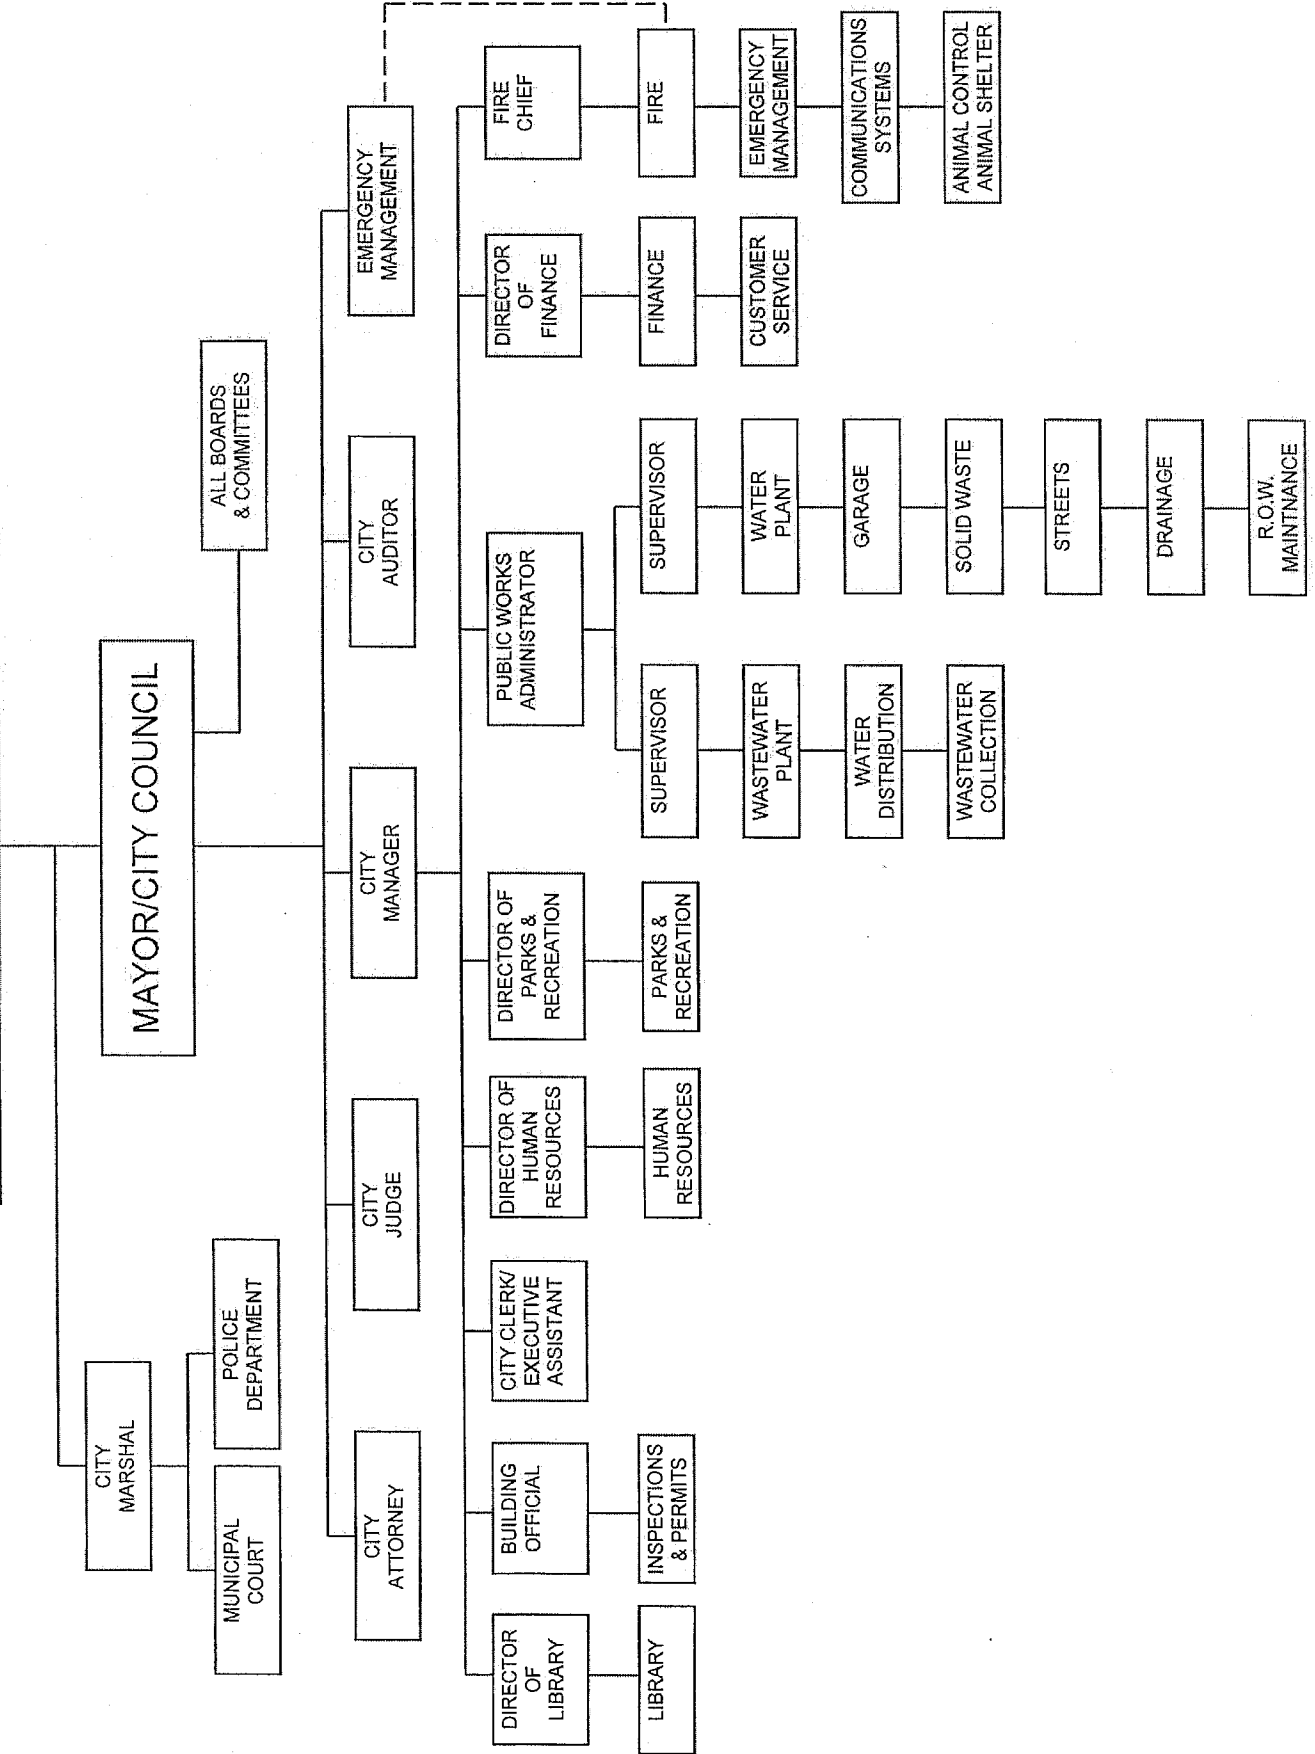 MAYOR/CITY COUNCIL
ALL BOARDS
& COMMITTEES
CITY
MARSHAL
MUNICIPAL
COURT
POLICE
DEPARTMENT
CITY
ATTORNEY
CITY
JUDGE
CITY
MANAGER
CITY
AUDITOR
EMERGENCY
MANAGEMENT
DIRECTOR
OF
LIBRARY
BUILDING
OFFICIAL
CITY CLERK/
EXECUTIVE
ASSISTANT
DIRECTOR OF
HUMAN
RESOURCES
DIRECTOR OF
PARKS &
RECREATION
PUBLIC WORKS
ADMINISTRATOR
DIRECTOR
OF
FINANCE
FIRE
CHIEF
LIBRARY
INSPECTIONS
& PERMITS
HUMAN
RESOURCES
PARKS &
RECREATION
SUPERVISOR
WASTEWATER
PLANT
WATER
DISTRIBUTION
WASTEWATER
COLLECTION
SUPERVISOR
WATER
PLANT
GARAGE
SOLID WASTE
STREETS
DRAINAGE
R.O.W.
MAINTNANCE
FINANCE
CUSTOMER
SERVICE
FIRE
EMERGENCY
MANAGEMENT
COMMUNICATIONS
SYSTEMS
ANIMAL CONTROL
ANIMAL SHELTER